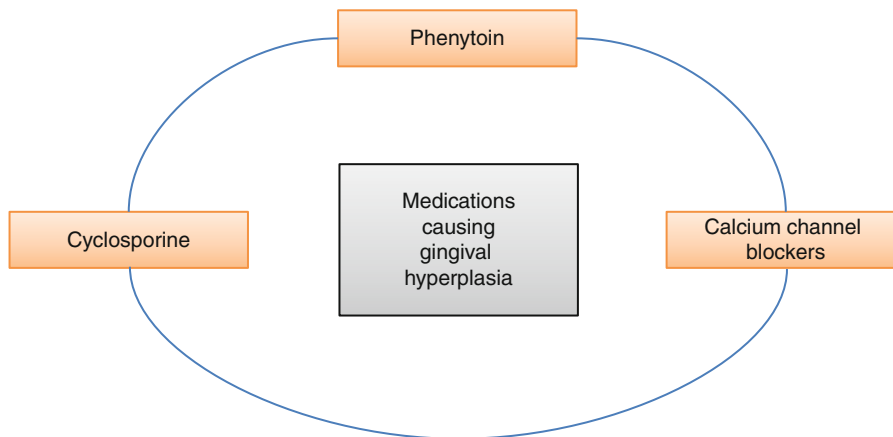 Phenytoin
Cyclosporine
Medications
causing
gingival
hyperplasia
Calcium channel
blockers